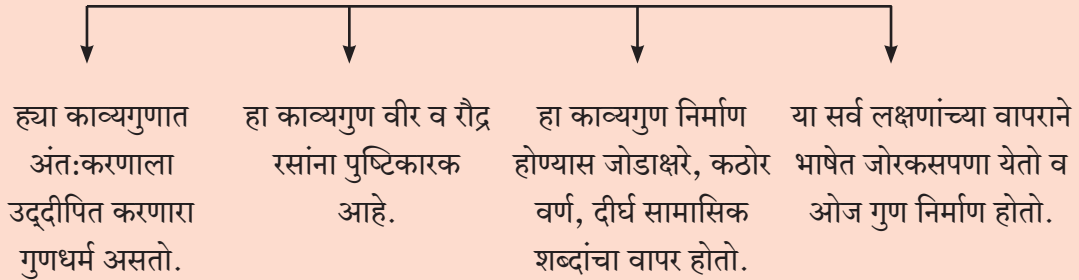 ह्या काव्यगुणात
अंत:करणाला
उद्‌दीपित करणारा
गुणधर्म असतो.
हा काव्यगुण वीर व रौद्र
रसांना पुष्टिकारक
आहे.
हा काव्यगुण निर्माण
होण्यास जोडाक्षरे, कठोर
वर्ण, दीर्घ सामासिक
शब्दांचा वापर होतो.
या सर्व लक्षणांच्या वापराने
भाषेत जोरकसपणा येतो व
ओज गुण निर्माण होतो.